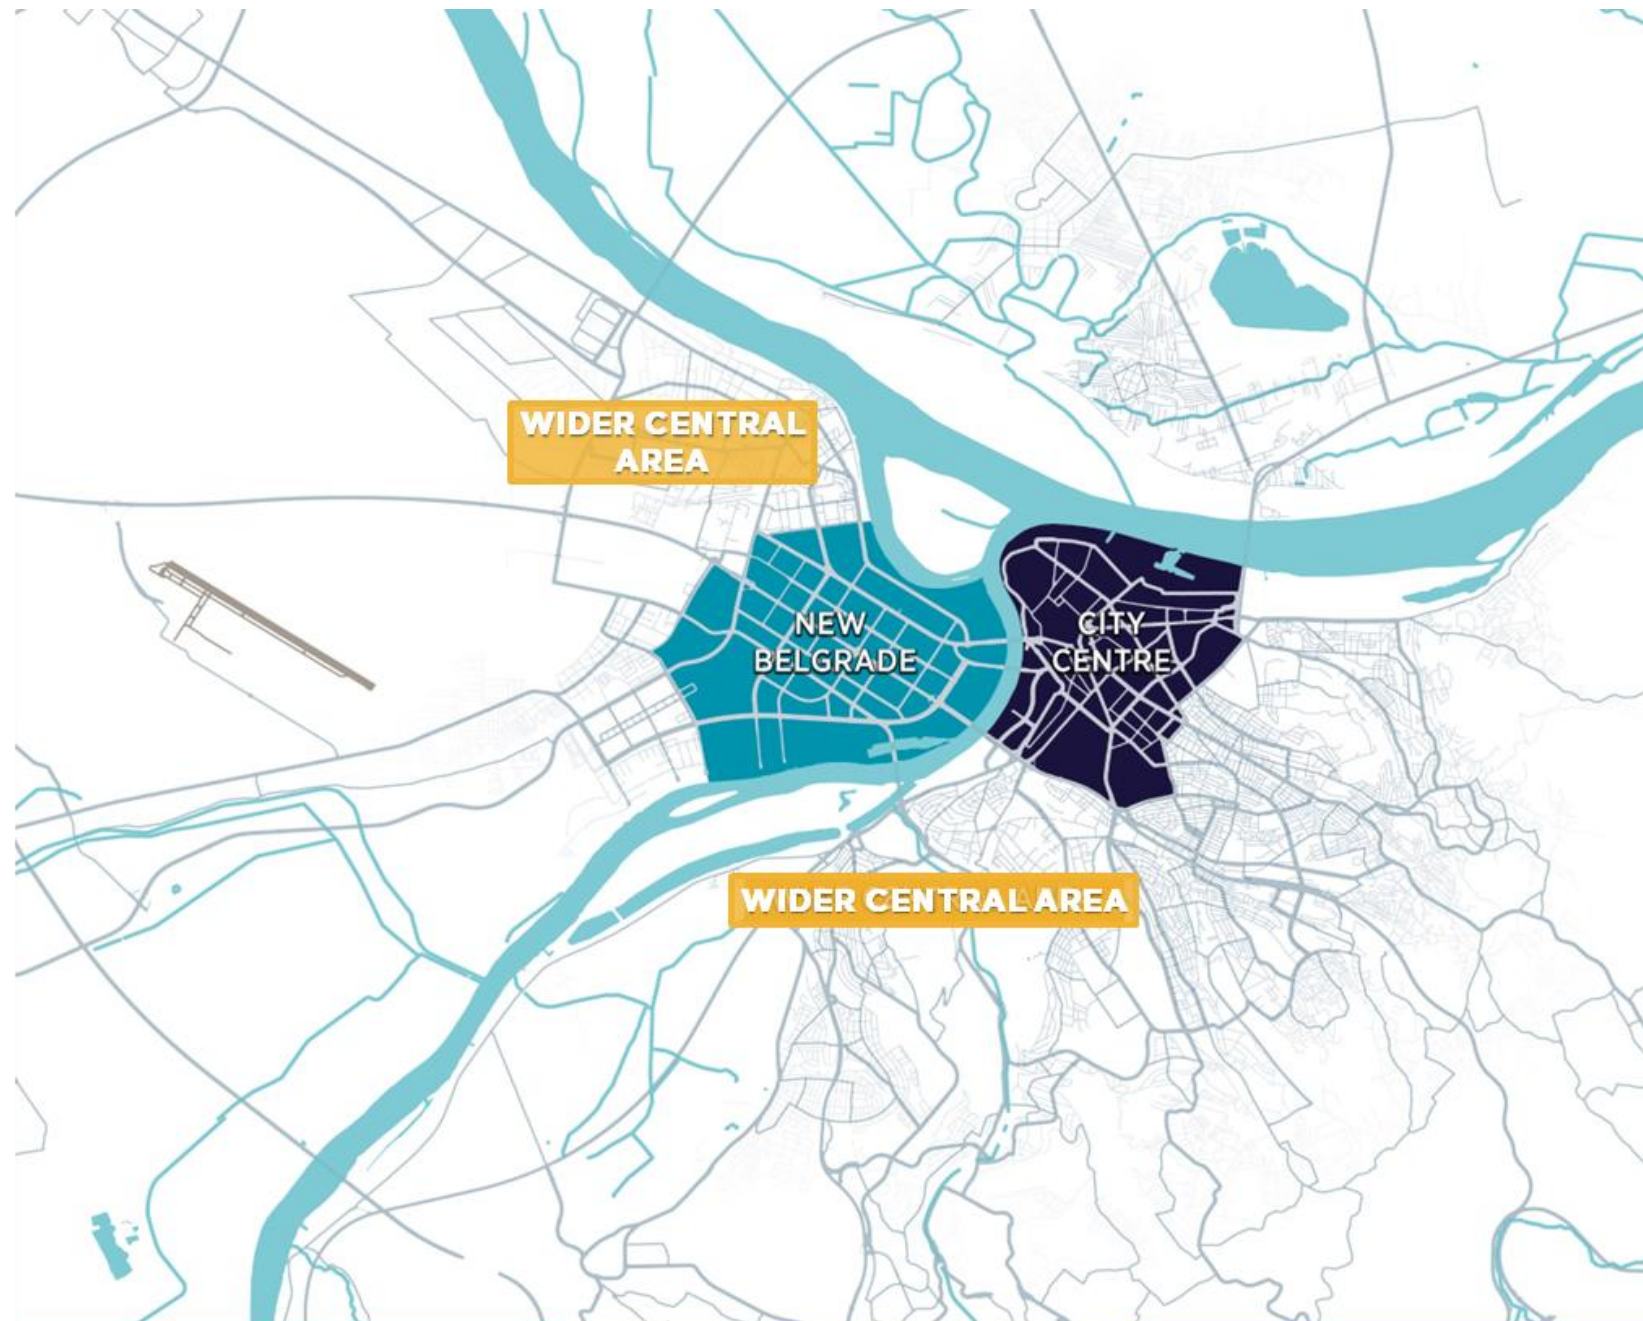 WIDER CENTRAL
AREA
NEW
BELGRADE
CITY
CENTRE
WIDER CENTRAL AREA